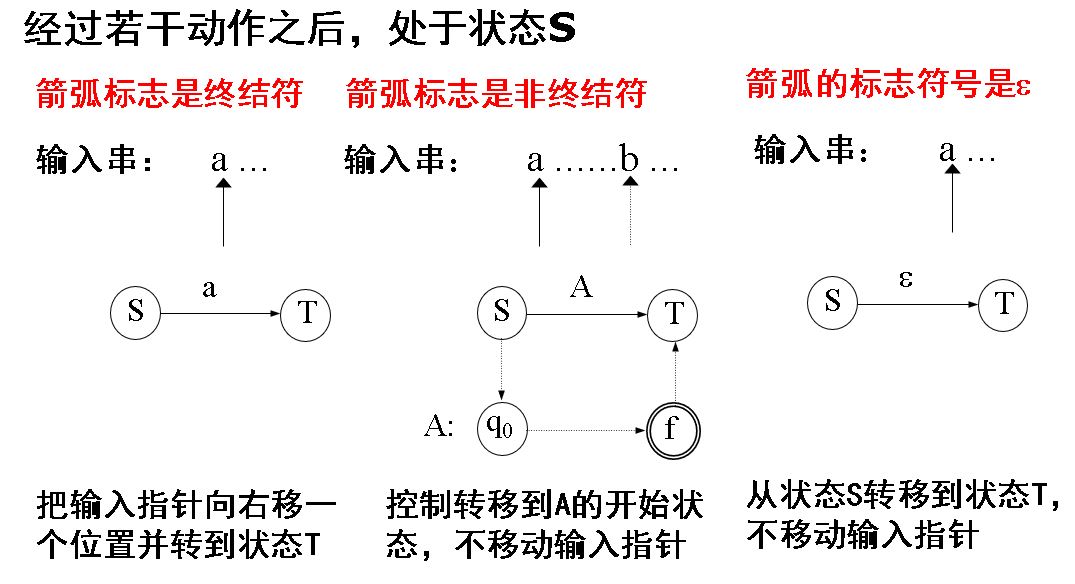 经过若干动作之后，处于状态S
箭弧标志是终结符
输入串： a …
a
S
T
把输入指针向右移一
个位置并转到状态T
箭弧标志是非终结符
输入串： a ……b …
A
S
T
A:
q0
f
控制转移到A的开始状
态，不移动输入指针
箭弧的标志符号是ε
输入串： a …
ε
S
T
从状态S转移到状态T，
不移动输入指针